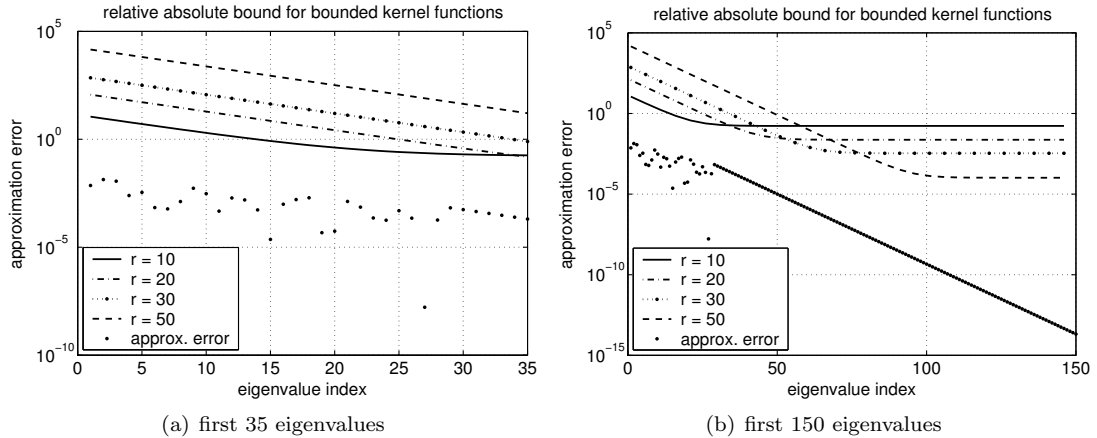 relative absolute bound for bounded kernel functions
10^5
10^0
10^-5
10^-10
approximation error
r = 10
r = 20
r = 30
r = 50
approx. error
0 5 10 15 20 25 30 35
eigenvalue index
(a) first 35 eigenvalues
relative absolute bound for bounded kernel functions
10^5
10^0
10^-5
10^-10
10^-15
approximation error
r = 10
r = 20
r = 30
r = 50
approx. error
0 50 100 150
eigenvalue index
(b) first 150 eigenvalues